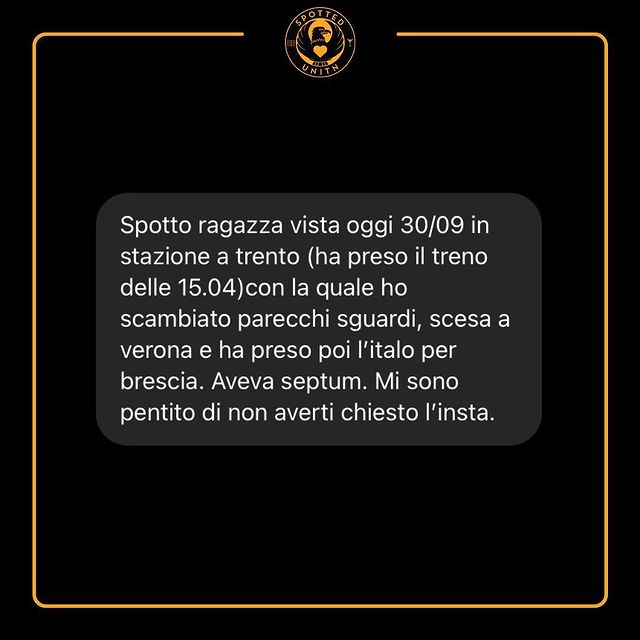 SPOTTED
UNITN
Spotto ragazza vista oggi 30/09 in
stazione a trento (ha preso il treno
delle 15.04)con la quale ho
scambiato parecchi sguardi, scesa a
verona e ha preso poi l’italo per
brescia. Aveva septum. Mi sono
pentito di non averti chiesto l’insta.